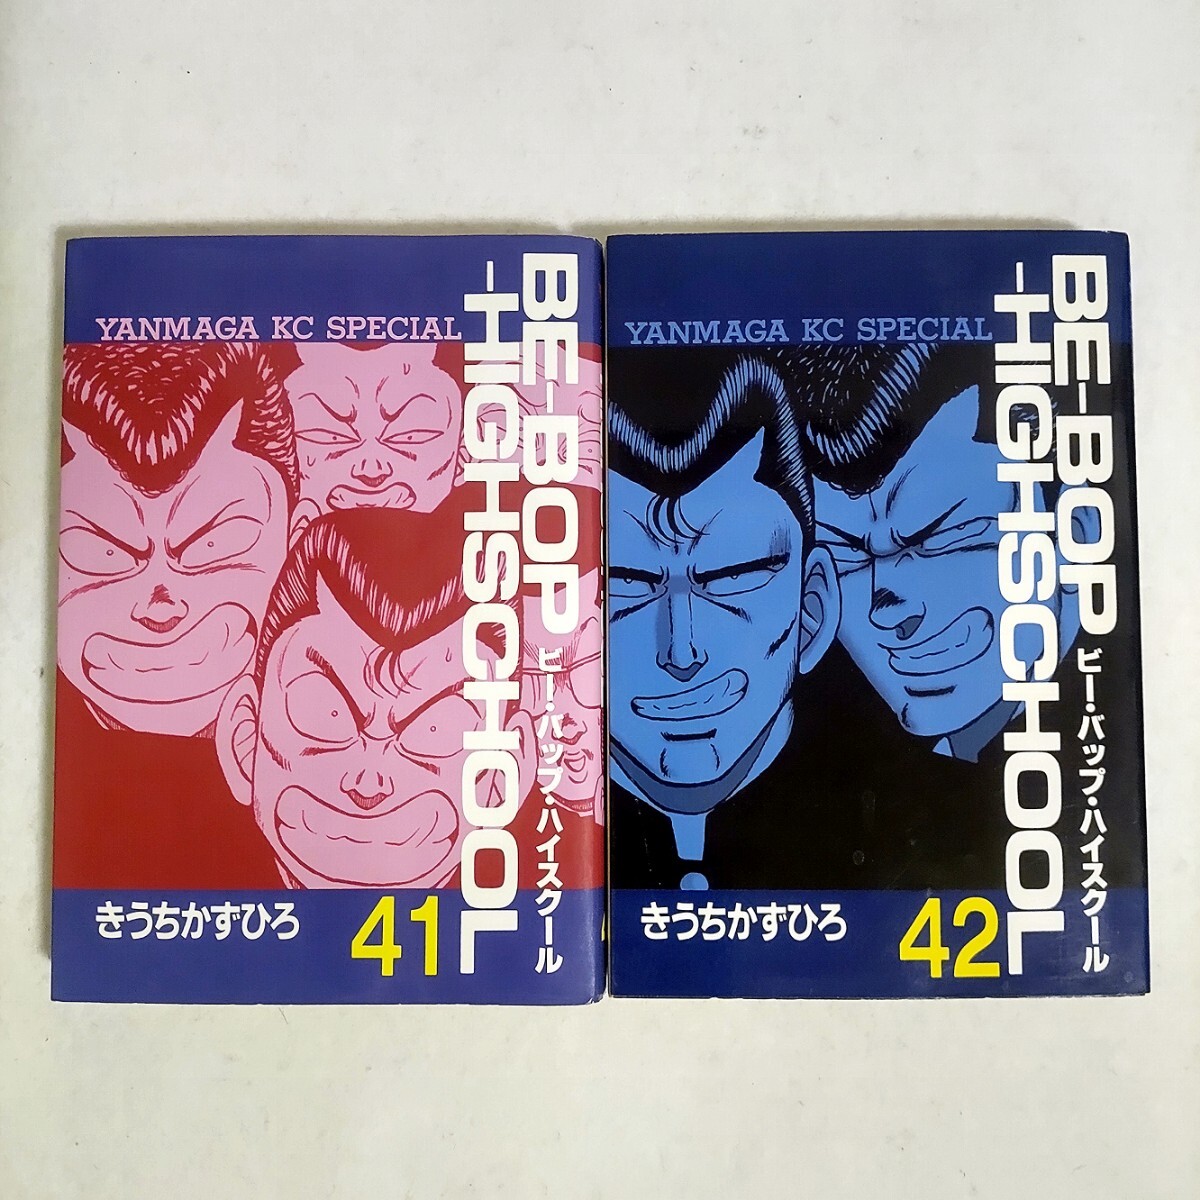 YANMAGA KC SPECIAL
BE-BOP
-HIGHSCHOOL
ビー・バップ・ハイスクール
きうちかずひろ
41
YANMAGA KC SPECIAL
BE-BOP
-HIGHSCHOOL
ビー・バップ・ハイスクール
きうちかずひろ
42